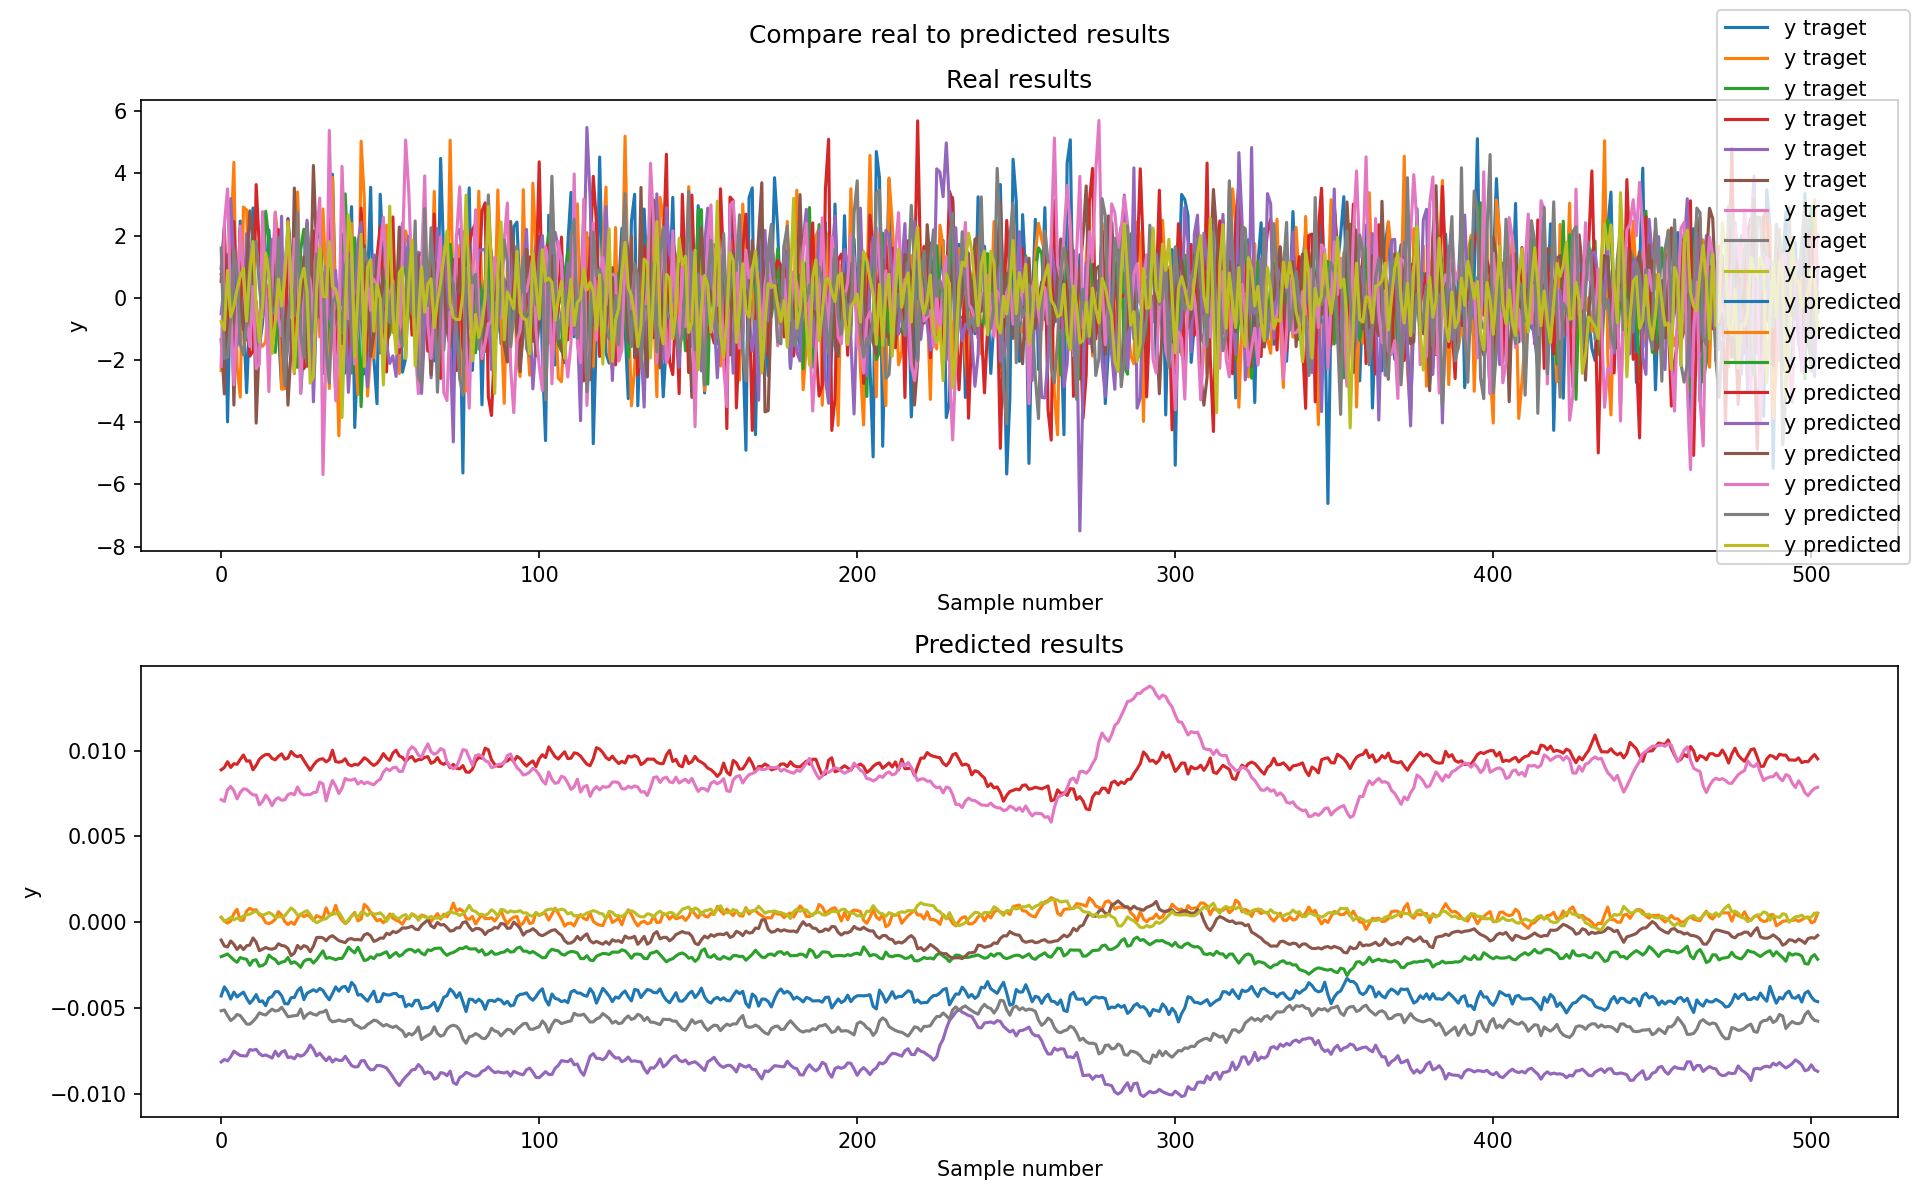 Compare real to predicted results
Real results
y traget
y traget
y traget
y traget
y traget
y traget
y traget
y traget
y traget
y predicted
y predicted
y predicted
y predicted
y predicted
y predicted
y predicted
y predicted
y predicted
6
4
2
0
−2
−4
−6
−8
y
0 100 200 300 400 500
Sample number
Predicted results
0.010
0.005
0.000
−0.005
−0.010
y
0 100 200 300 400 500
Sample number